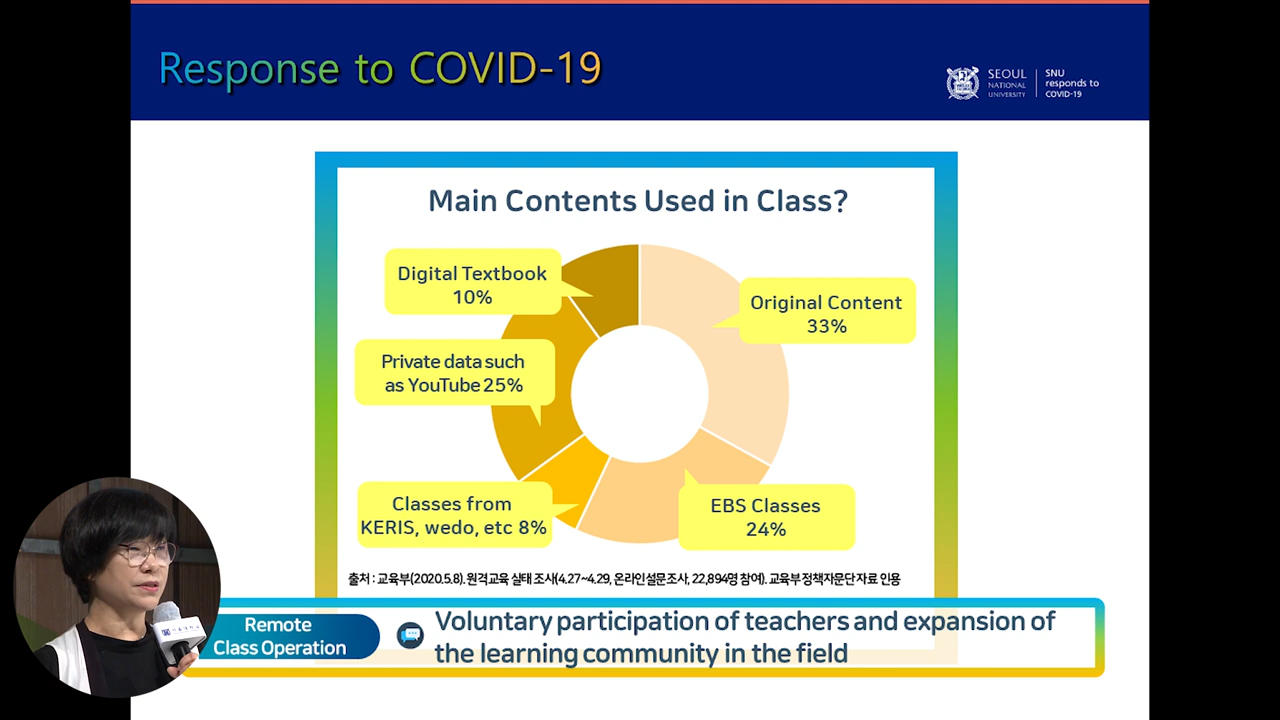 Response to COVID-19
SEOUL
NATIONAL
UNIVERSITY
SNU
responds to
COVID-19
Main Contents Used in Class?
Digital Textbook
10%
Original Content
33%
Private data such
as YouTube 25%
Classes from
KERIS, wedo, etc 8%
EBS Classes
24%
출처 : 교육부(2020.5.8). 원격교육 실태 조사(4.27~4.29, 온라인설문조사, 22,894명 참여). 교육부 정책자문단 자료 인용
Remote
Class Operation
Voluntary participation of teachers and expansion of
the learning community in the field